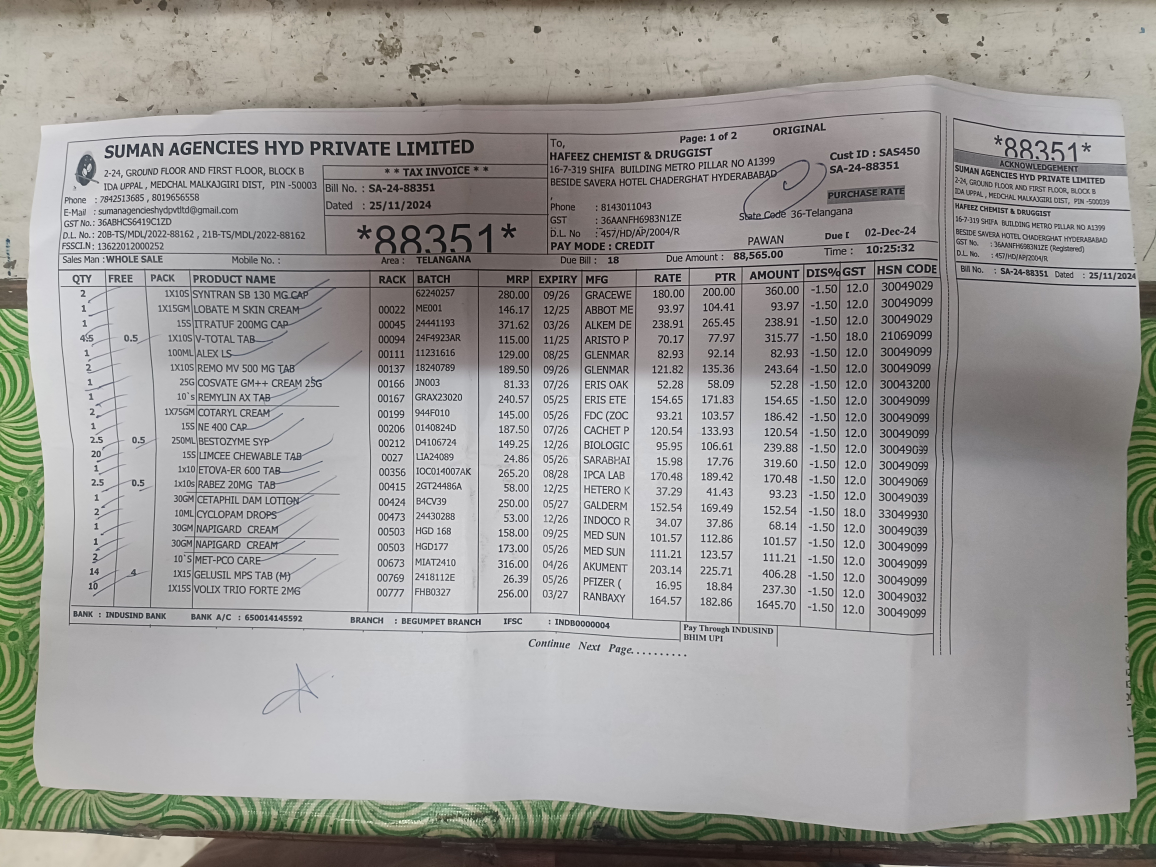 SUMAN AGENCIES HYD PRIVATE LIMITED
2-24, GROUND FLOOR AND FIRST FLOOR, BLOCK B
IDA UPPAL , MEDCHAL MALKAJGIRI DIST, PIN -50003
Phone : 7842513685 , 8019656558
E-Mail : sumanagencieshydpvtltd@gmail.com
GST No.: 36ABHCS6419C1ZD
D.L. No.: 20B-TS/MDL/2022-88162 , 21B-TS/MDL/2022-88162
FSSCI.N : 13622012000252
* * TAX INVOICE * *
Bill No. : SA-24-88351
Dated : 25/11/2024
*88351*
To,
HAFEEZ CHEMIST & DRUGGIST
16-7-319 SHIFA BUILDING METRO PILLAR NO A1399
BESIDE SAVERA HOTEL CHADERGHAT HYDERABABAD
,
Phone : 8143011043
GST : 36AANFH6983N1ZE
D.L. No : 457/HD/AP/2004/R
PAY MODE : CREDIT
Page: 1 of 2 ORIGINAL
Cust ID : SAS450
SA-24-88351
PURCHASE RATE
State Code 36-Telangana
PAWAN Due D 02-Dec-24
Sales Man : WHOLE SALE Mobile No. : Area : TELANGANA Due Bill : 18 Due Amount : 88,565.00 Time : 10:25:32
QTY FREE PACK PRODUCT NAME RACK BATCH MRP EXPIRY MFG RATE PTR AMOUNT DIS% GST HSN CODE
2 1X10S SYNTRAN SB 130 MG CAP 62240257 280.00 09/26 GRACEWE 180.00 200.00 360.00 -1.50 12.0 30049029
1 1X15GM LOBATE M SKIN CREAM 00022 ME001 146.17 12/25 ABBOT ME 93.97 104.41 93.97 -1.50 12.0 30049099
1 15S ITRATUF 200MG CAP 00045 24441193 371.62 03/26 ALKEM DE 238.91 265.45 238.91 -1.50 12.0 30049029
4.5 0.5 1X10S V-TOTAL TAB 00094 24F4923AR 115.00 11/25 ARISTO P 70.17 77.97 315.77 -1.50 18.0 21069099
1 100ML ALEX LS 00111 11231616 129.00 08/25 GLENMAR 82.93 92.14 82.93 -1.50 12.0 30049099
2 1X10S REMO MV 500 MG TAB 00137 18240789 189.50 09/26 GLENMAR 121.82 135.36 243.64 -1.50 12.0 30049099
1 25G COSVATE GM++ CREAM 25G 00166 JN003 81.33 07/26 ERIS OAK 52.28 58.09 52.28 -1.50 12.0 30043200
1 10`s REMYLIN AX TAB 00167 GRAX23020 240.57 05/25 ERIS ETE 154.65 171.83 154.65 -1.50 12.0 30049099
2 1X75GM COTARYL CREAM 00199 944F010 145.00 05/26 FDC (ZOC 93.21 103.57 186.42 -1.50 12.0 30049099
1 15S NE 400 CAP 00206 0140824D 187.50 07/26 CACHET P 120.54 133.93 120.54 -1.50 12.0 30049099
2.5 0.5 250ML BESTOZYME SYP 00212 D4106724 149.25 12/26 BIOLOGIC 95.95 106.61 239.88 -1.50 12.0 30049099
20 15S LIMCEE CHEWABLE TAB 0027 LIA24089 24.86 05/26 SARABHAI 15.98 17.76 319.60 -1.50 12.0 30049099
1 1x10 ETOVA-ER 600 TAB 00356 IOC014007AK 265.20 08/28 IPCA LAB 170.48 189.42 170.48 -1.50 12.0 30049069
2.5 0.5 1x10s RABEZ 20MG TAB 00415 2GT24486A 58.00 12/25 HETERO K 37.29 41.43 93.23 -1.50 12.0 30049039
1 30GM CETAPHIL DAM LOTION 00424 B4CV39 250.00 05/27 GALDERM 152.54 169.49 152.54 -1.50 18.0 33049930
2 10ML CYCLOPAM DROPS 00473 24430288 53.00 12/26 INDOCO R 34.07 37.86 68.14 -1.50 12.0 30049039
1 30GM NAPIGARD CREAM 00503 HGD 168 158.00 09/25 MED SUN 101.57 112.86 101.57 -1.50 12.0 30049099
1 30GM NAPIGARD CREAM 00503 HGD177 173.00 05/26 MED SUN 111.21 123.57 111.21 -1.50 12.0 30049099
2 10`S MET-PCO CARE 00673 MIAT2410 316.00 04/26 AKUMENT 203.14 225.71 406.28 -1.50 12.0 30049099
14 4 1X15 GELUSIL MPS TAB (M) 00769 2418112E 26.39 05/26 PFIZER ( 16.95 18.84 237.30 -1.50 12.0 30049032
10 1X15S VOLIX TRIO FORTE 2MG 00777 FHB0327 256.00 03/27 RANBAXY 164.57 182.86 1645.70 -1.50 12.0 30049099
BANK : INDUSIND BANK BANK A/C : 650014145592 BRANCH : BEGUMPET BRANCH IFSC : INDB0000004
Pay Through INDUSIND
BHIM UPI
Continue Next Page.........
*88351*
ACKNOWLEDGEMENT
SUMAN AGENCIES HYD PRIVATE LIMITED
2-24, GROUND FLOOR AND FIRST FLOOR, BLOCK B
IDA UPPAL , MEDCHAL MALKAJGIRI DIST, PIN -500039
HAFEEZ CHEMIST & DRUGGIST
16-7-319 SHIFA BUILDING METRO PILLAR NO A1399
BESIDE SAVERA HOTEL CHADERGHAT HYDERABABAD
GST No. : 36AANFH6983N1ZE (Registered)
D.L. No. : 457/HD/AP/2004/R
Bill No. : SA-24-88351 Dated : 25/11/2024